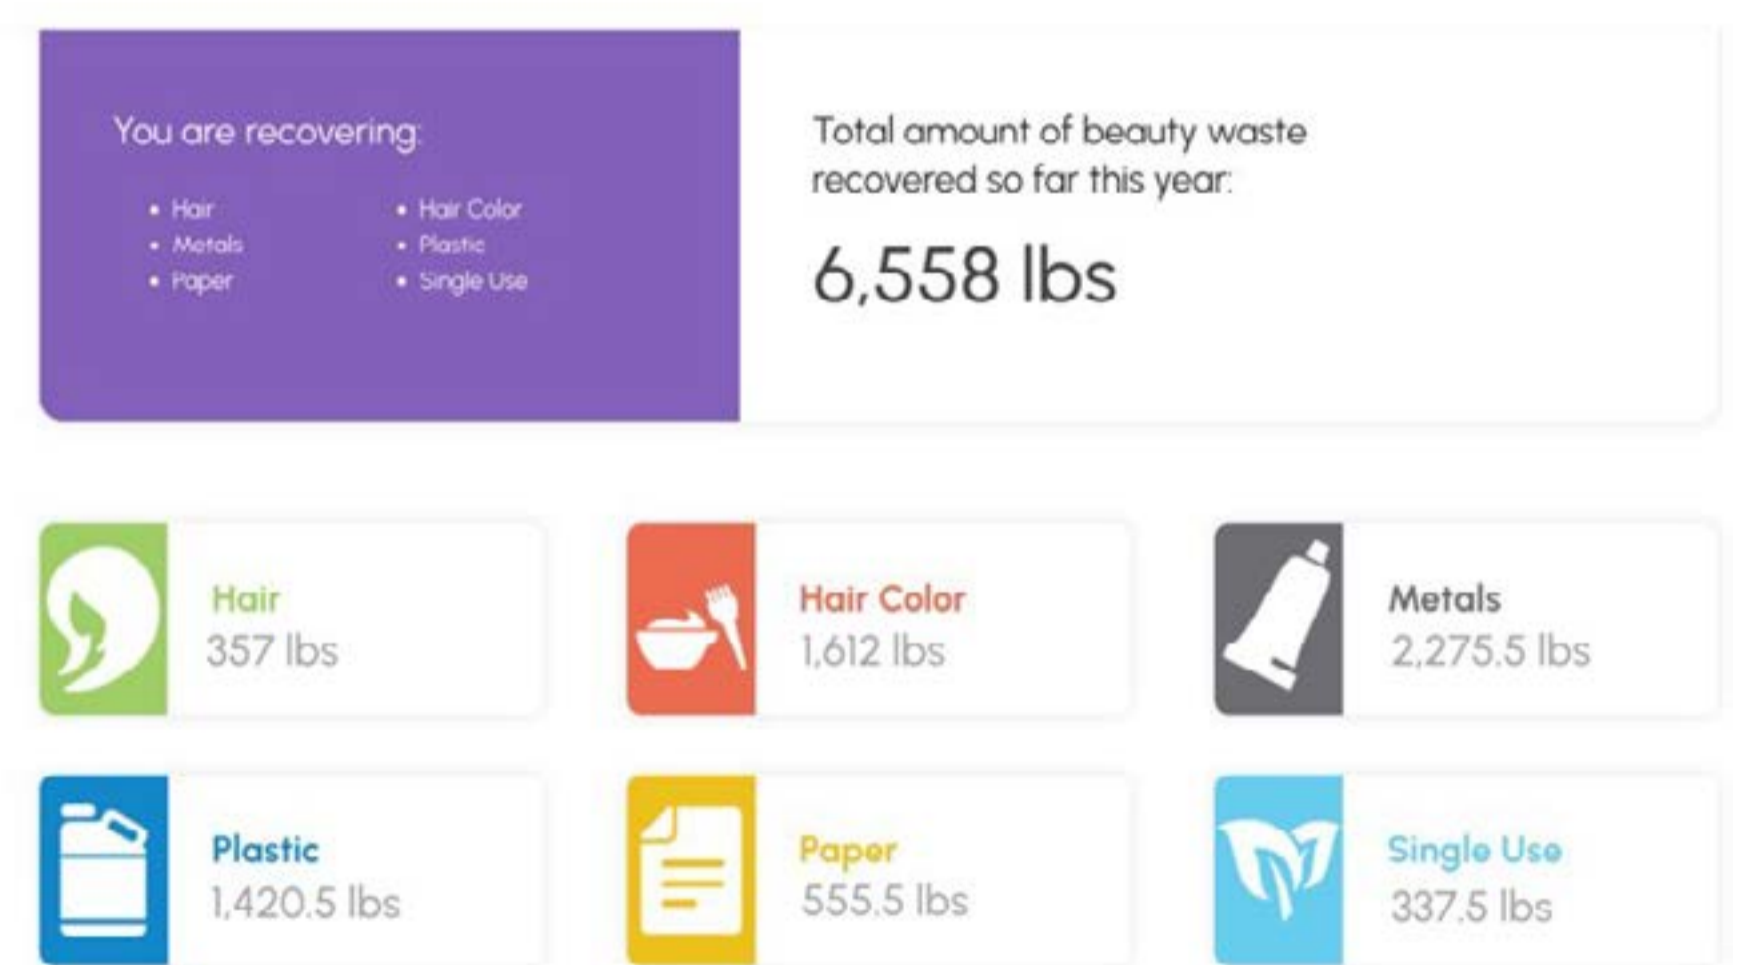 You are recovering:
• Hair
• Metals
• Paper
• Hair Color
• Plastic
• Single Use
Total amount of beauty waste
recovered so far this year:
6,558 lbs
Hair
357 lbs
Hair Color
1,612 lbs
Metals
2,275.5 lbs
Plastic
1,420.5 lbs
Paper
555.5 lbs
Single Use
337.5 lbs